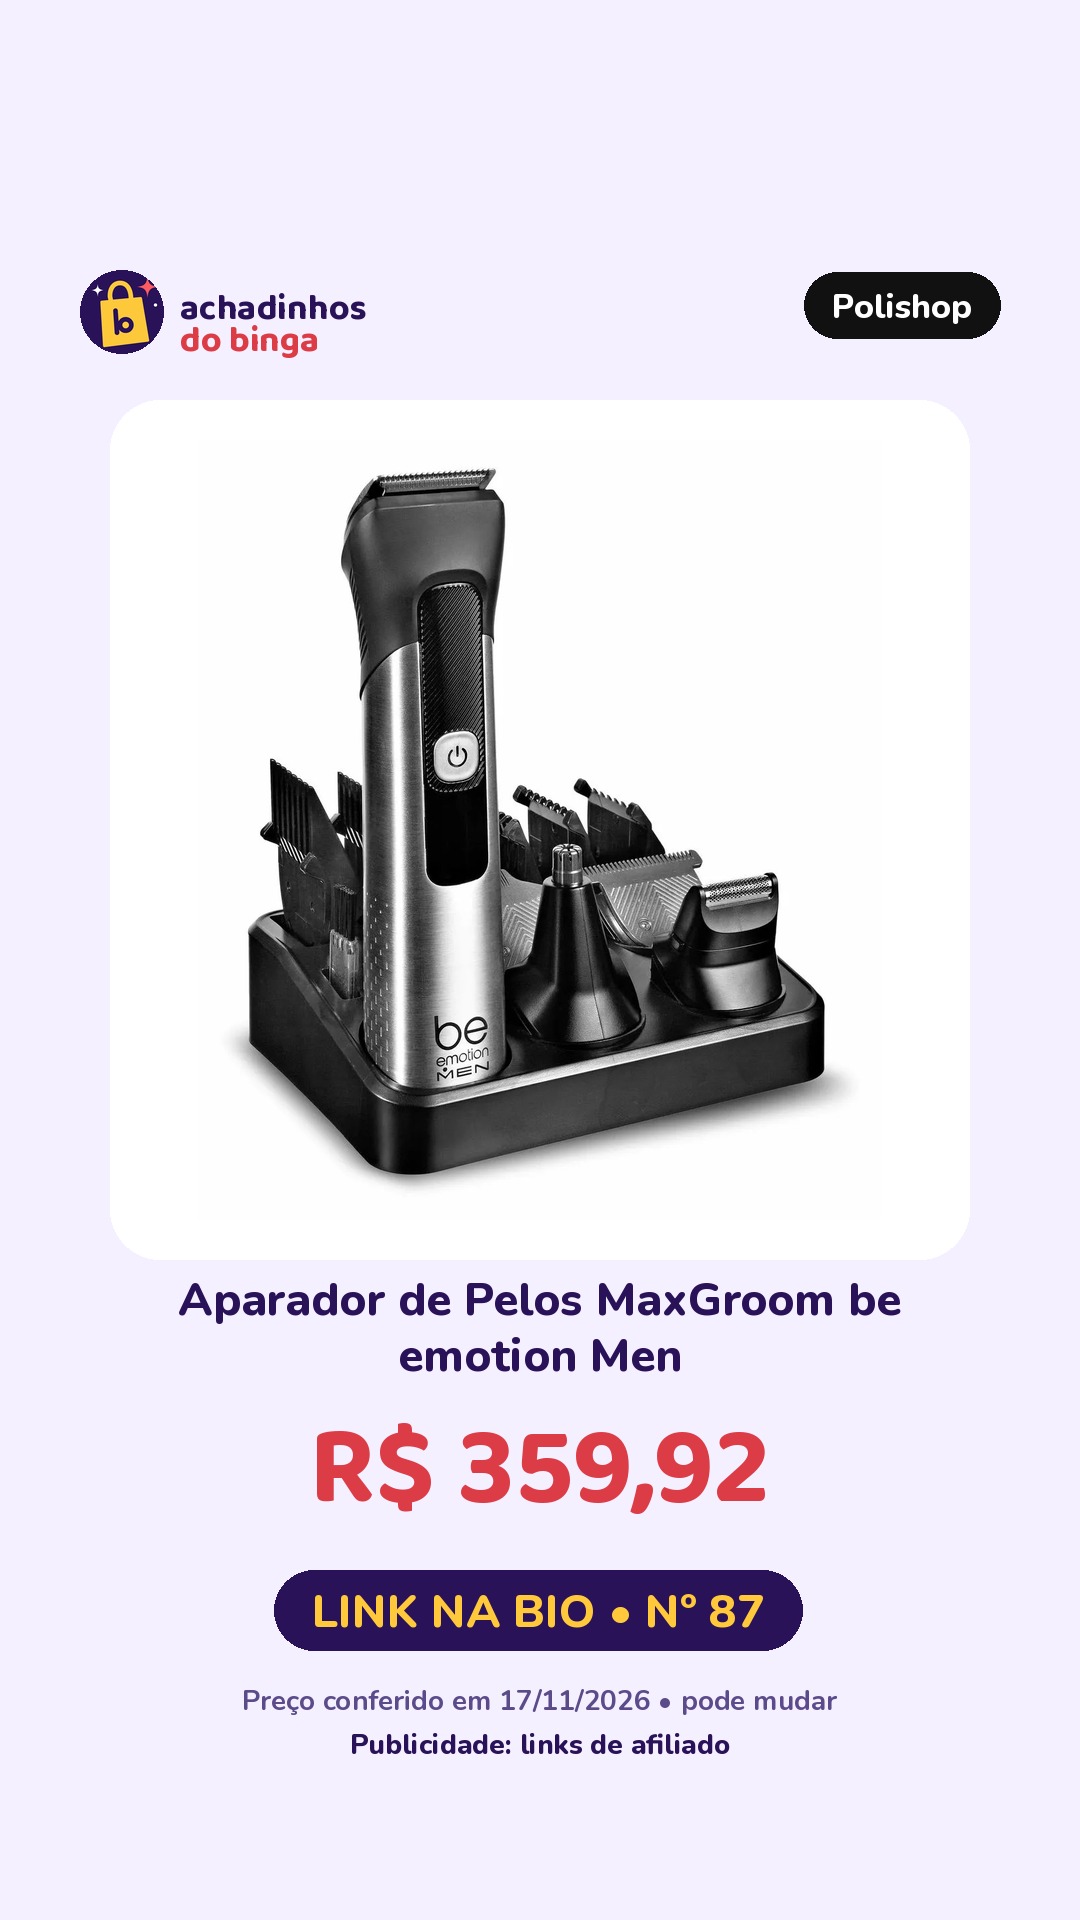 b
achadinhos
do binga
Polishop
be
emotion
MEN
Aparador de Pelos MaxGroom be
emotion Men
R$ 359,92
LINK NA BIO • Nº 87
Preço conferido em 17/11/2026 • pode mudar
Publicidade: links de afiliado